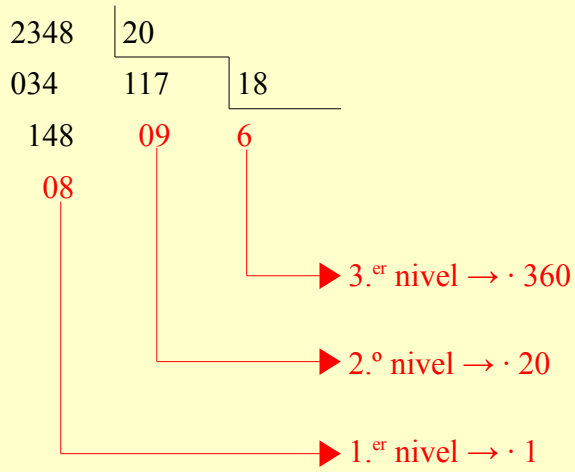 2348 20
034 117 18
148 09 6
08
3.er nivel → · 360
2.º nivel → · 20
1.er nivel → · 1